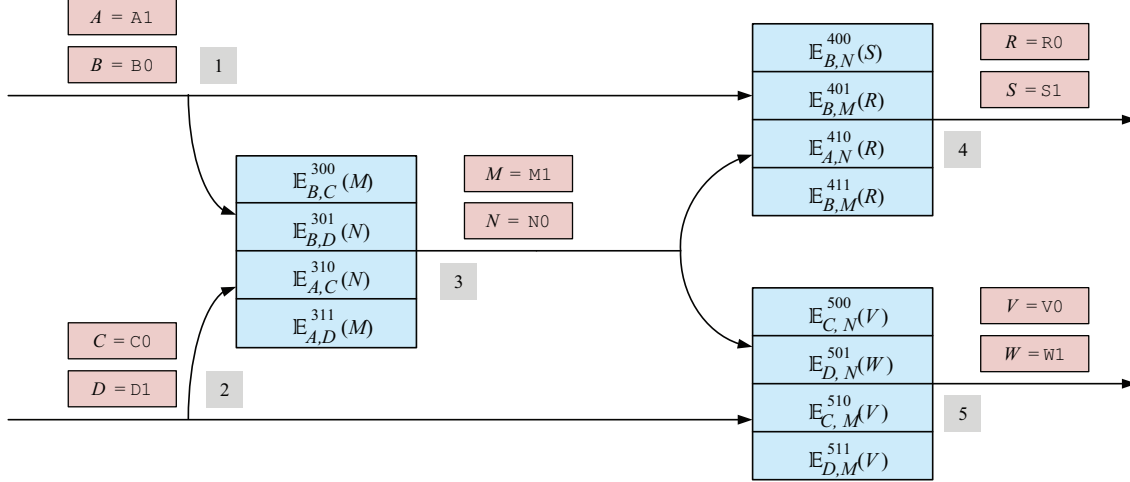 A = A1
B = B0
1
𝔼^400_B,N(S)
𝔼^401_B,M(R)
𝔼^410_A,N(R)
𝔼^411_B,M(R)
R = R0
S = S1
4
𝔼^300_B,C(M)
𝔼^301_B,D(N)
𝔼^310_A,C(N)
𝔼^311_A,D(M)
M = M1
N = N0
3
C = C0
D = D1
2
𝔼^500_C, N(V)
𝔼^501_D, N(W)
𝔼^510_C, M(V)
𝔼^511_D,M(V)
V = V0
W = W1
5